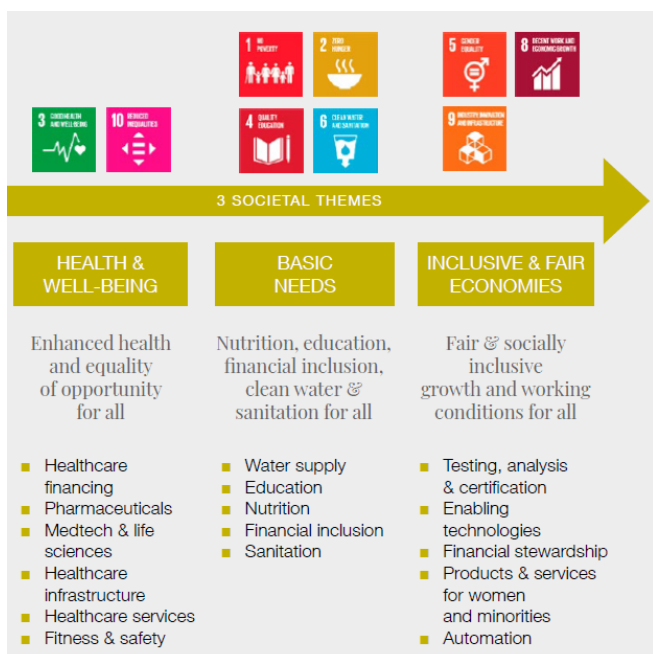 1 NO
POVERTY
2 ZERO
HUNGER
5 GENDER
EQUALITY
8 DECENT WORK AND
ECONOMIC GROWTH
3 GOOD HEALTH
AND WELL-BEING
10 REDUCED
INEQUALITIES
4 QUALITY
EDUCATION
6 CLEAN WATER
AND SANITATION
9 INDUSTRY, INNOVATION
AND INFRASTRUCTURE
3 SOCIETAL THEMES
HEALTH &
WELL-BEING
Enhanced health
and equality
of opportunity
for all
■ Healthcare
financing
■ Pharmaceuticals
■ Medtech & life
sciences
■ Healthcare
infrastructure
■ Healthcare services
■ Fitness & safety
BASIC
NEEDS
Nutrition, education,
financial inclusion,
clean water &
sanitation for all
■ Water supply
■ Education
■ Nutrition
■ Financial inclusion
■ Sanitation
INCLUSIVE & FAIR
ECONOMIES
Fair & socially
inclusive
growth and working
conditions for all
■ Testing, analysis
& certification
■ Enabling
technologies
■ Financial stewardship
■ Products & services
for women
and minorities
■ Automation